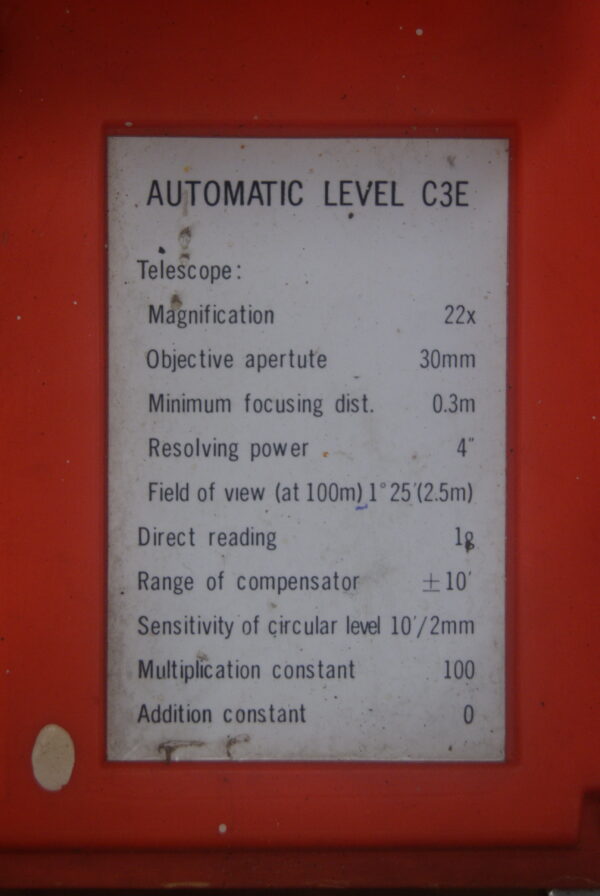 AUTOMATIC LEVEL C3E
Telescope:
Magnification 22x
Objective apertute 30mm
Minimum focusing dist. 0.3m
Resolving power 4″
Field of view (at 100m) 1°25′(2.5m)
Direct reading 1g
Range of compensator ±10′
Sensitivity of circular level 10′/2mm
Multiplication constant 100
Addition constant 0